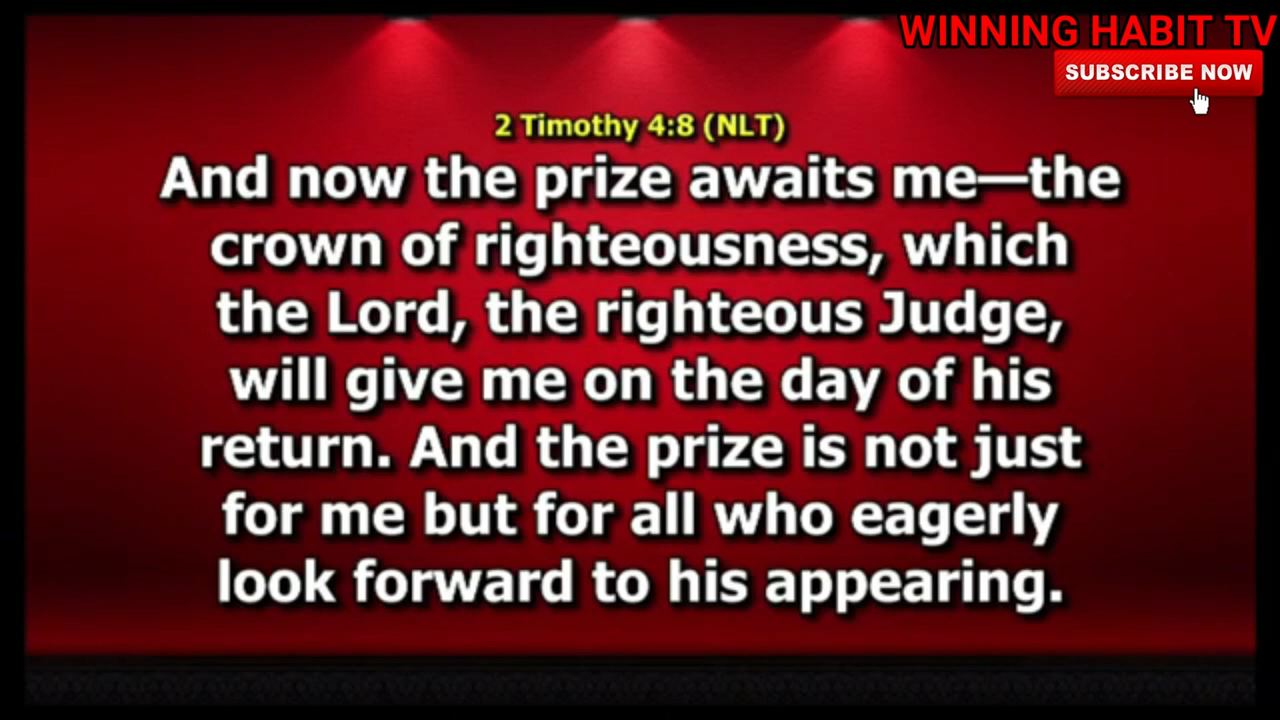 WINNING HABIT TV
SUBSCRIBE NOW
2 Timothy 4:8 (NLT)
And now the prize awaits me—the
crown of righteousness, which
the Lord, the righteous Judge,
will give me on the day of his
return. And the prize is not just
for me but for all who eagerly
look forward to his appearing.